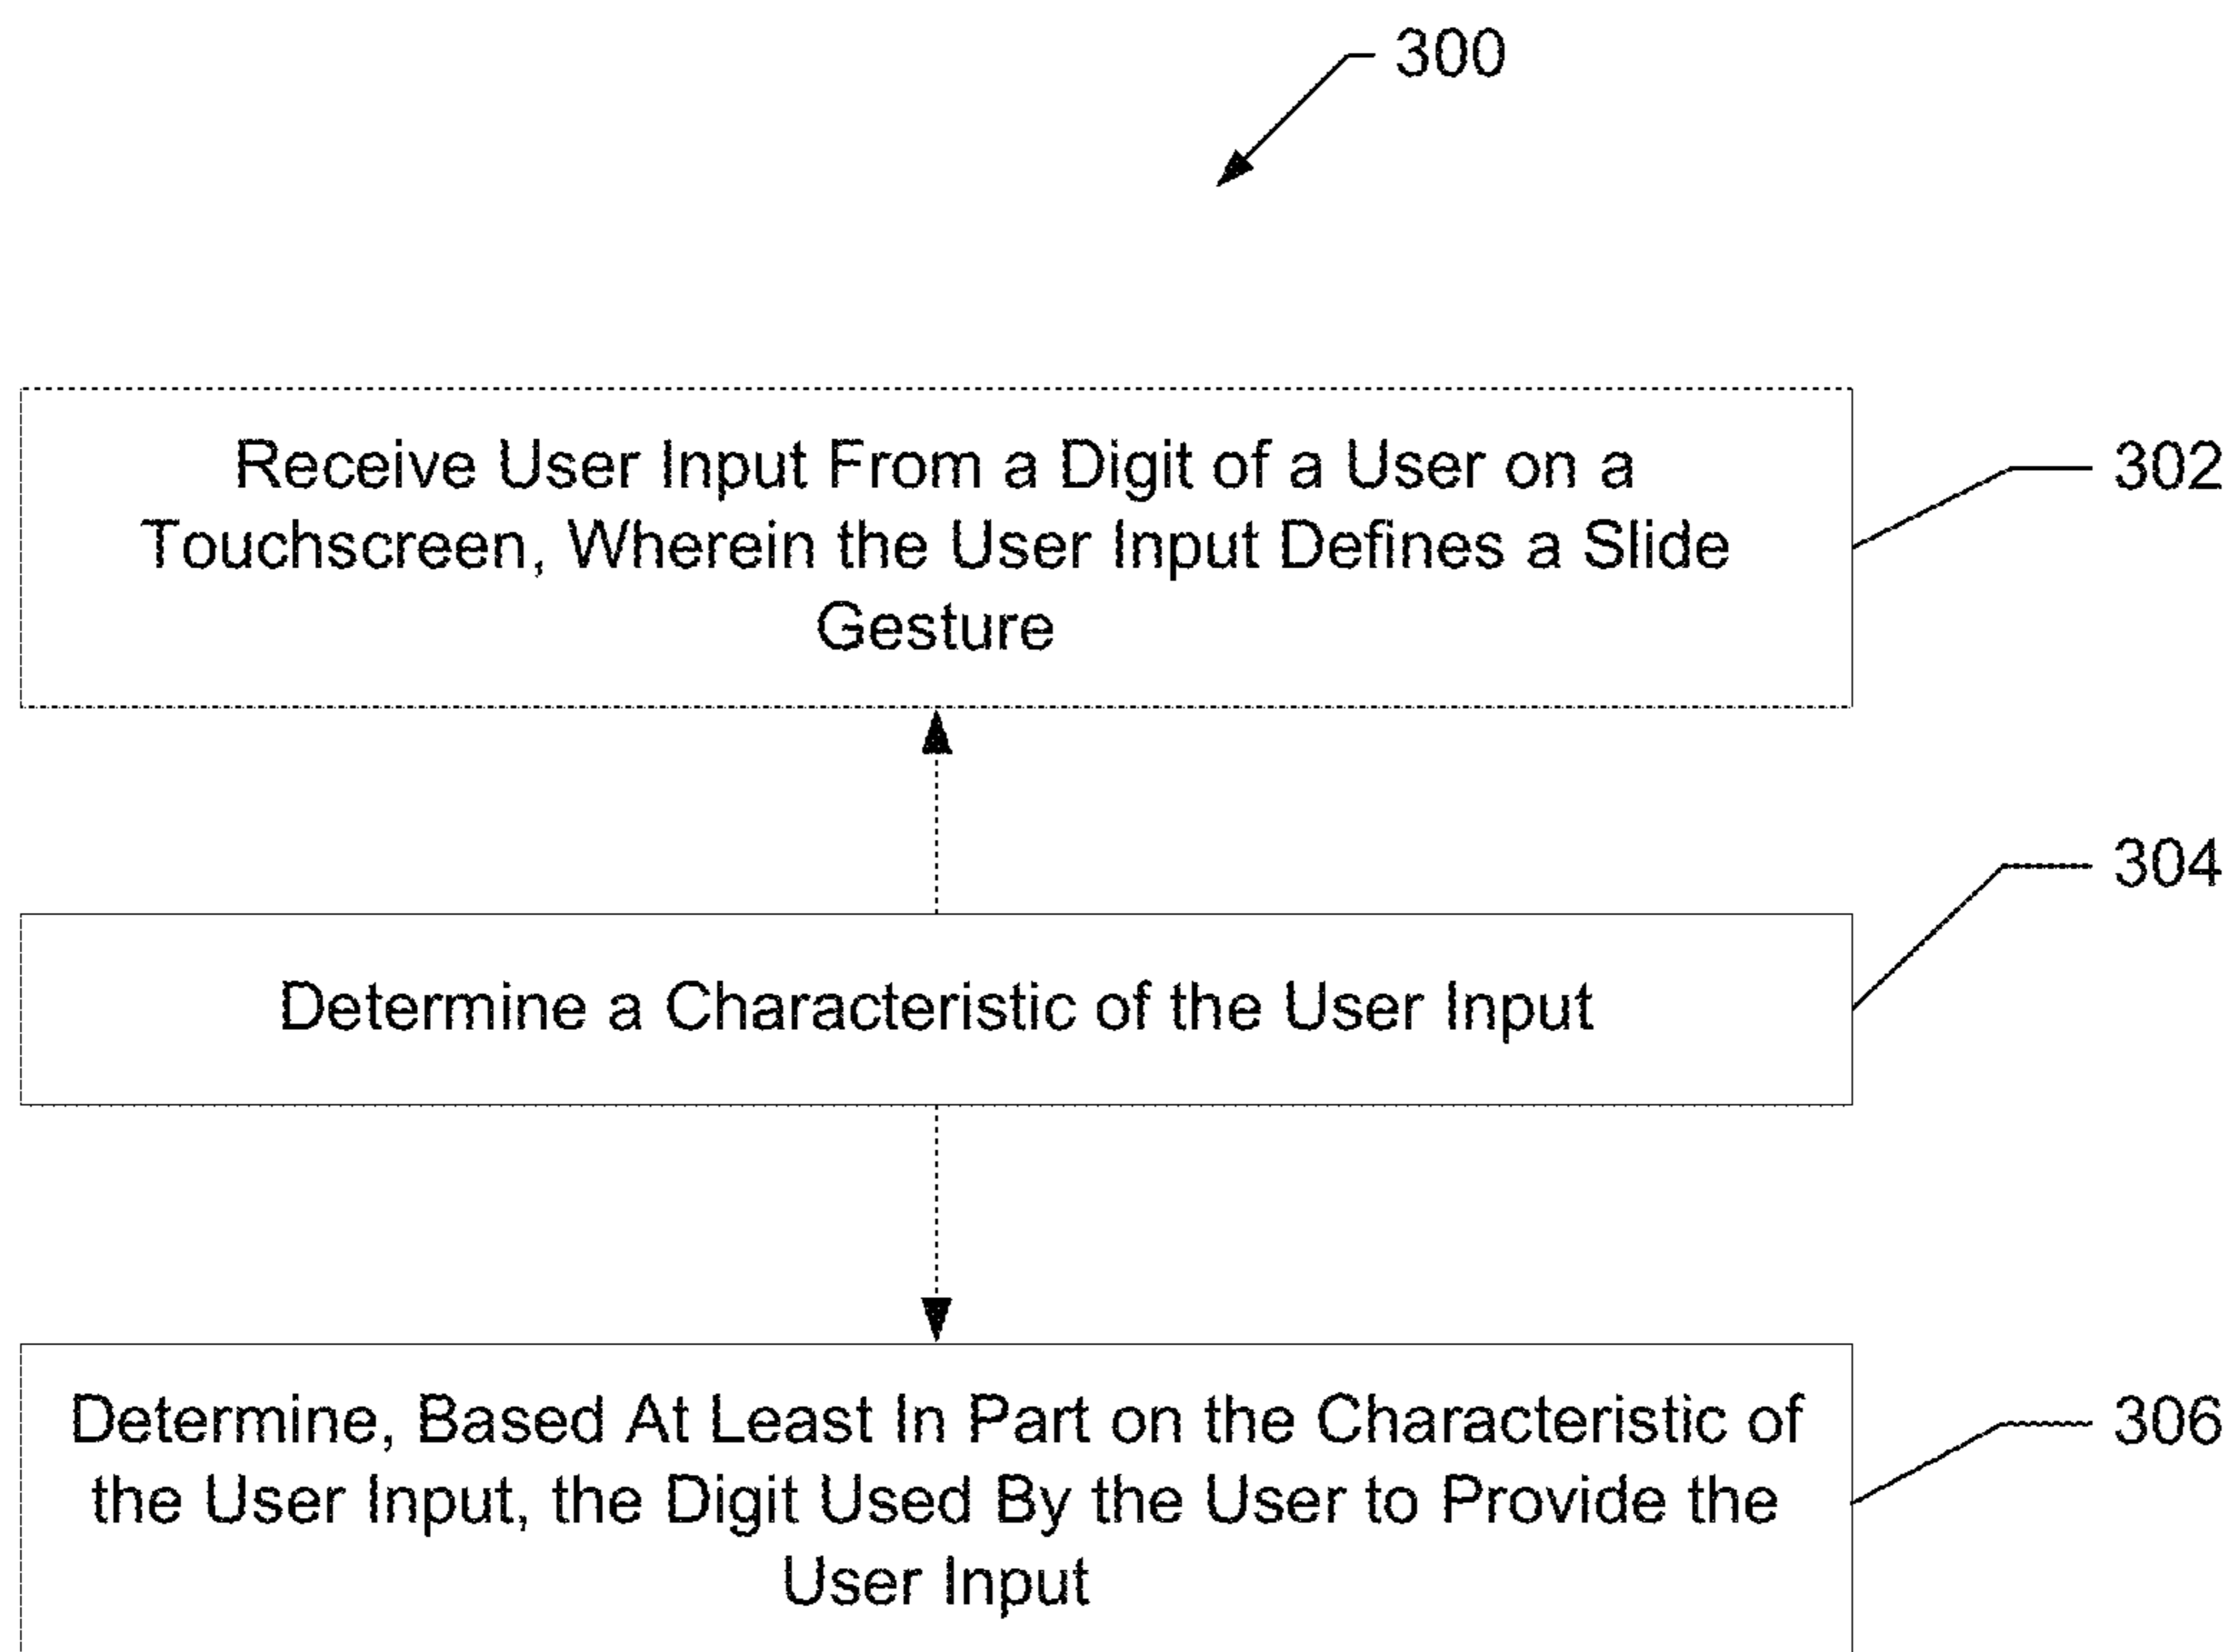 300
Receive User Input From a Digit of a User on a
Touchscreen, Wherein the User Input Defines a Slide
Gesture
302
304
Determine a Characteristic of the User Input
Determine, Based At Least In Part on the Characteristic of
the User Input, the Digit Used By the User to Provide the
User Input
306